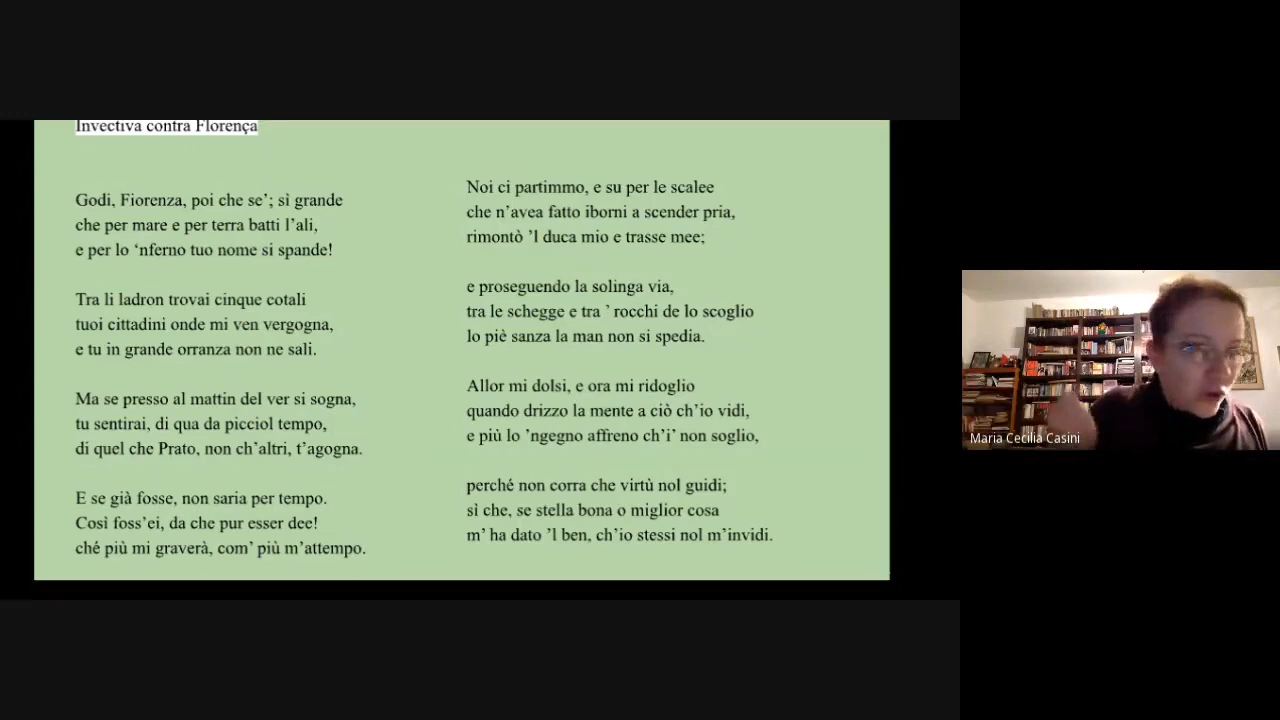 Invectiva contra Florença
Godi, Fiorenza, poi che se’; sì grande
che per mare e per terra batti l’ali,
e per lo ‘nferno tuo nome si spande!
Tra li ladron trovai cinque cotali
tuoi cittadini onde mi ven vergogna,
e tu in grande orranza non ne sali.
Ma se presso al mattin del ver si sogna,
tu sentirai, di qua da picciol tempo,
di quel che Prato, non ch’altri, t’agogna.
E se già fosse, non saria per tempo.
Così foss’ei, da che pur esser dee!
ché più mi graverà, com’ più m’attempo.
Noi ci partimmo, e su per le scalee
che n’avea fatto iborni a scender pria,
rimontò ’l duca mio e trasse mee;
e proseguendo la solinga via,
tra le schegge e tra ’ rocchi de lo scoglio
lo piè sanza la man non si spedia.
Allor mi dolsi, e ora mi ridoglio
quando drizzo la mente a ciò ch’io vidi,
e più lo ’ngegno affreno ch’i’ non soglio,
perché non corra che virtù nol guidi;
sì che, se stella bona o miglior cosa
m’ ha dato ’l ben, ch’io stessi nol m’invidi.
Maria Cecilia Casini